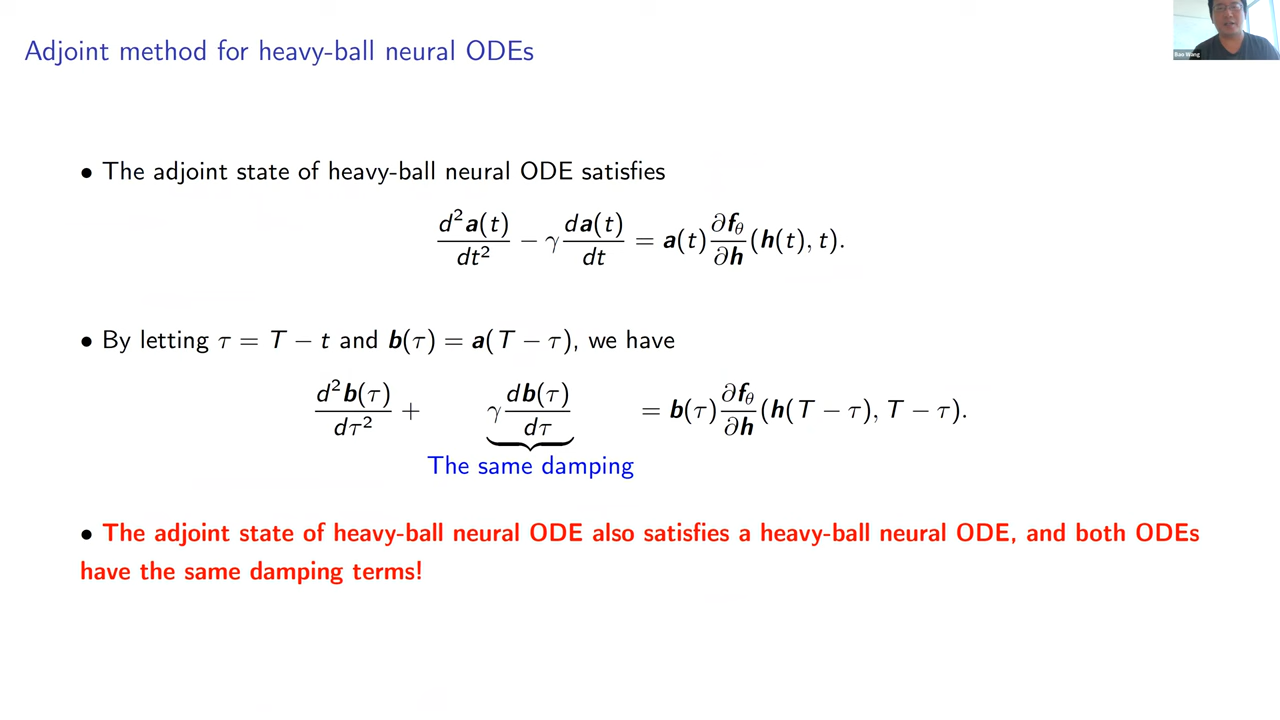 Adjoint method for heavy-ball neural ODEs
Bao Wang
• The adjoint state of heavy-ball neural ODE satisfies
d²a(t)/dt² − γ da(t)/dt = a(t) ∂f_θ/∂h (h(t), t).
• By letting τ = T − t and b(τ) = a(T − τ), we have
d²b(τ)/dτ² + γ db(τ)/dτ = b(τ) ∂f_θ/∂h (h(T − τ), T − τ).
The same damping
• The adjoint state of heavy-ball neural ODE also satisfies a heavy-ball neural ODE, and both ODEs
have the same damping terms!